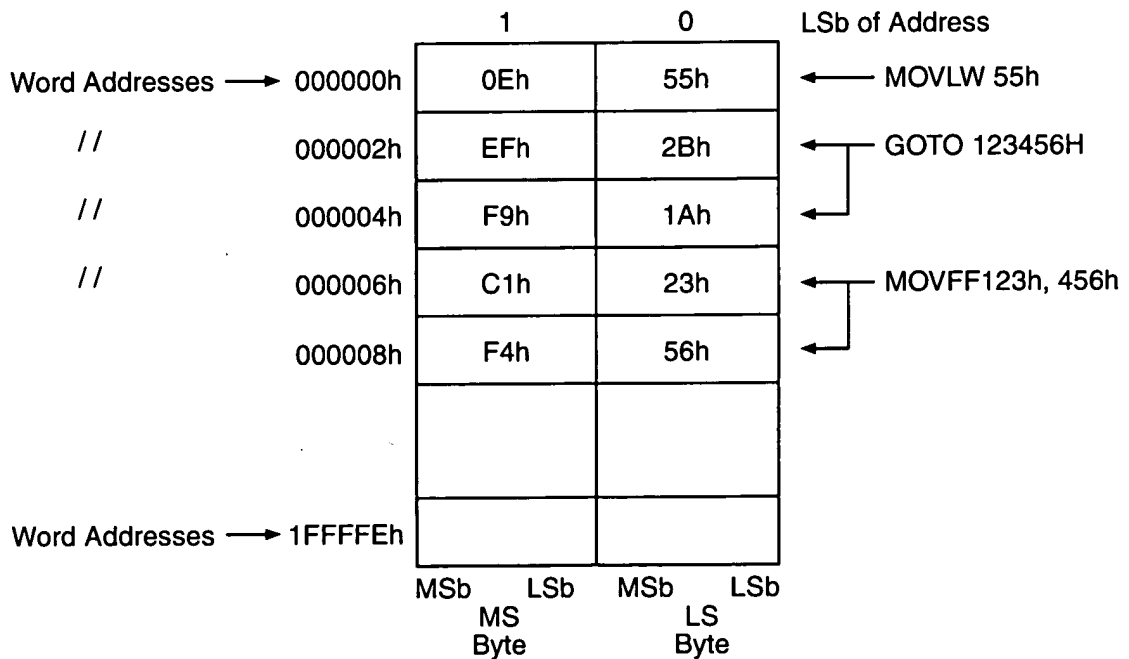 1 0 LSb of Address
Word Addresses 000000h 0Eh 55h MOVLW 55h
// 000002h EFh 2Bh GOTO 123456H
// 000004h F9h 1Ah
// 000006h C1h 23h MOVFF123h, 456h
000008h F4h 56h
Word Addresses 1FFFFEh
MSb LSb MSb LSb
MS LS
Byte Byte